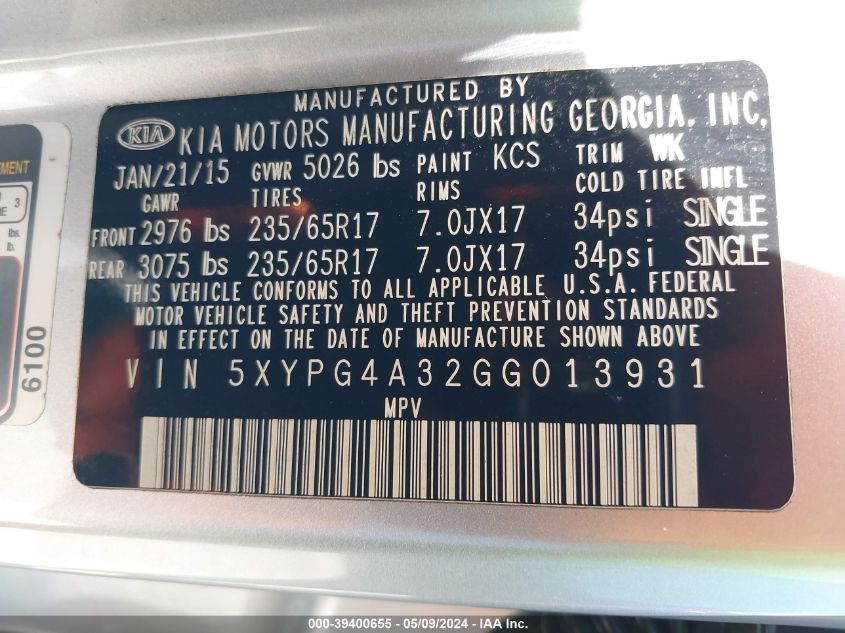 MANUFACTURED BY
KIA KIA MOTORS MANUFACTURING GEORGIA, INC.
JAN/21/15 GVWR 5026 lbs PAINT KCS TRIM WK
GAWR TIRES RIMS COLD TIRE INFL
FRONT 2976 lbs 235/65R17 7.0JX17 34psi SINGLE
REAR 3075 lbs 235/65R17 7.0JX17 34psi SINGLE
THIS VEHICLE CONFORMS TO ALL APPLICABLE U.S.A. FEDERAL
MOTOR VEHICLE SAFETY AND THEFT PREVENTION STANDARDS
IN EFFECT ON THE DATE OF MANUFACTURE SHOWN ABOVE
VIN 5XYPG4A32GG013931
MPV
3
lbs.
lb.
6100
000-39400655 - 05/09/2024 - IAA Inc.